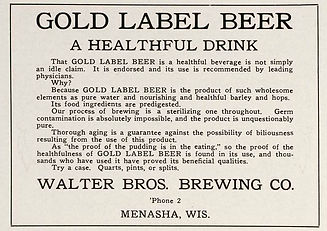 GOLD LABEL BEER
A HEALTHFUL DRINK
That GOLD LABEL BEER is a healthful beverage is not simply
an idle claim. It is endorsed and its use is recommended by leading
physicians.
Why?
Because GOLD LABEL BEER is the product of such wholesome
elements as pure water and nourishing and healthful barley and hops.
Its food ingredients are predigested.
Our process of brewing is a sterilizing one throughout. Germ
contamination is absolutely impossible, and the product is unquestionably
pure.
Thorough aging is a guarantee against the possibility of biliousness
resulting from the use of this product.
As "the proof of the pudding is in the eating," so the proof of the
healthfulness of GOLD LABEL BEER is found in its use, and thou-
sands who have used it have proved its beneficial qualities.
Try a case. Quarts, pints, or splits.
WALTER BROS. BREWING CO.
'Phone 2
MENASHA, WIS.